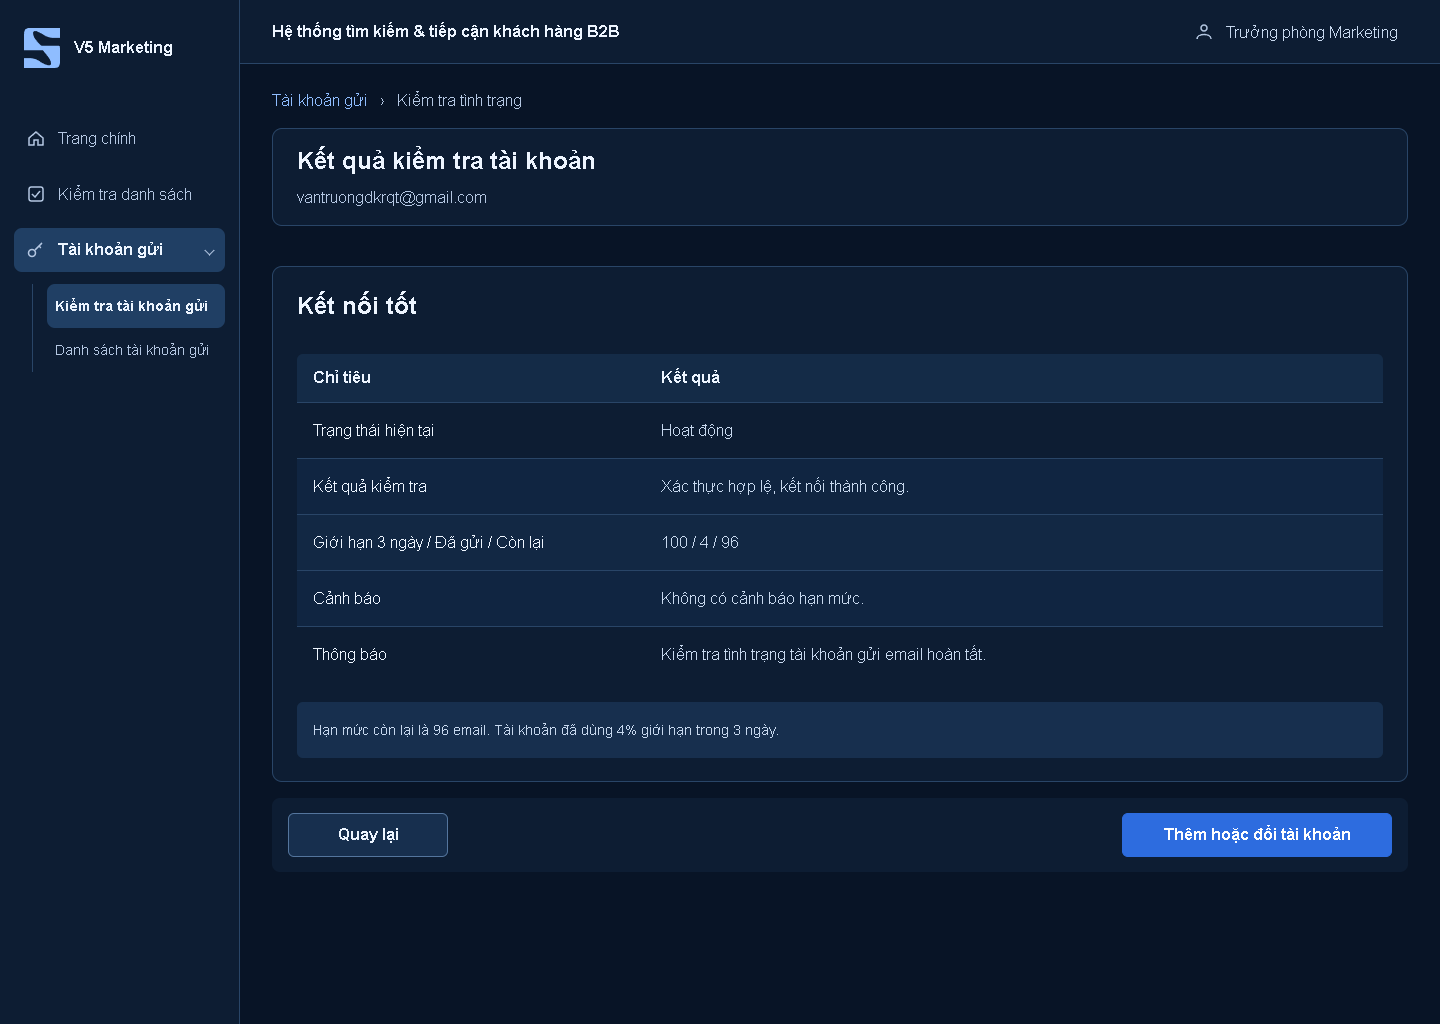 V5 Marketing
Hệ thống tìm kiếm & tiếp cận khách hàng B2B
Trưởng phòng Marketing
Trang chính
Kiểm tra danh sách
Tài khoản gửi
Kiểm tra tài khoản gửi
Danh sách tài khoản gửi
Tài khoản gửi › Kiểm tra tình trạng
Kết quả kiểm tra tài khoản
vantruongdkrqt@gmail.com
Kết nối tốt
Chỉ tiêu Kết quả
Trạng thái hiện tại Hoạt động
Kết quả kiểm tra Xác thực hợp lệ, kết nối thành công.
Giới hạn 3 ngày / Đã gửi / Còn lại 100 / 4 / 96
Cảnh báo Không có cảnh báo hạn mức.
Thông báo Kiểm tra tình trạng tài khoản gửi email hoàn tất.
Hạn mức còn lại là 96 email. Tài khoản đã dùng 4% giới hạn trong 3 ngày.
Quay lại
Thêm hoặc đổi tài khoản